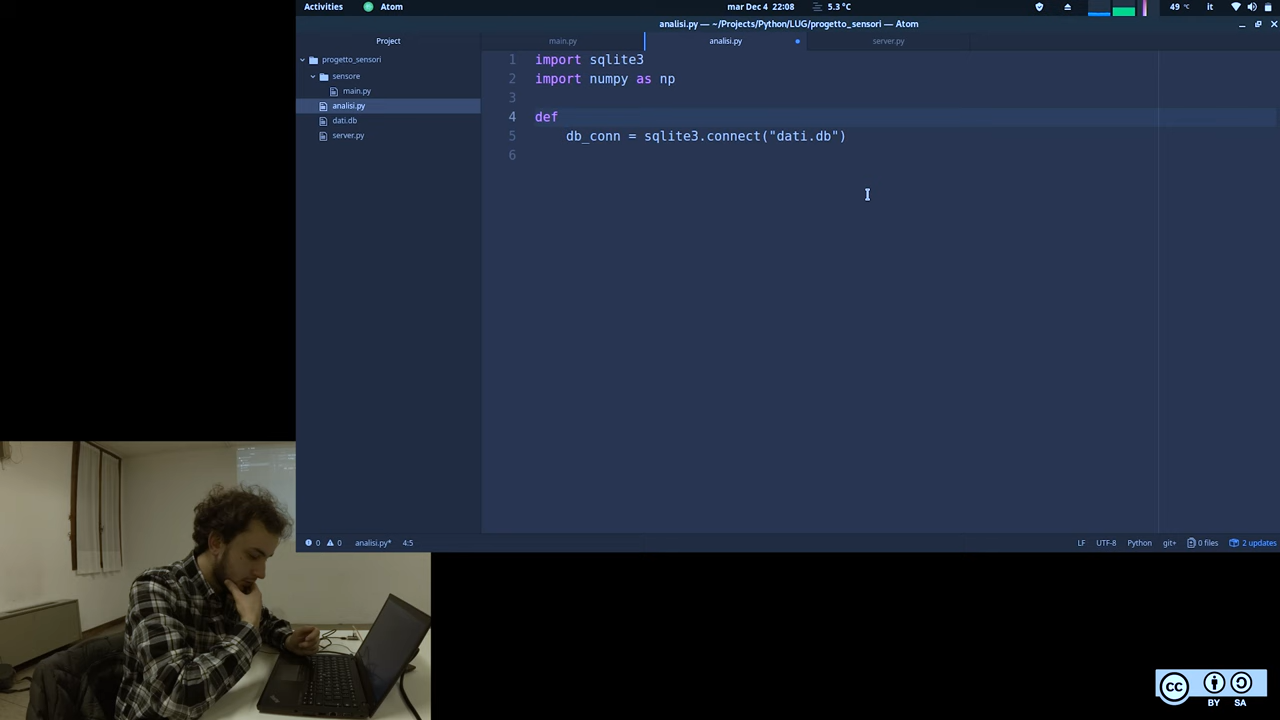 Activities Atom mar Dec 4 22:08 5.3 °C 49 °C it
analisi.py — ~/Projects/Python/LUG/progetto_sensori — Atom
Project main.py analisi.py server.py
progetto_sensori
sensore
main.py
analisi.py
dati.db
server.py
1 import sqlite3
2 import numpy as np
3
4 def
5 db_conn = sqlite3.connect("dati.db")
6
0 0 analisi.py* 4:5 LF UTF-8 Python git+ 0 files 2 updates
cc BY SA